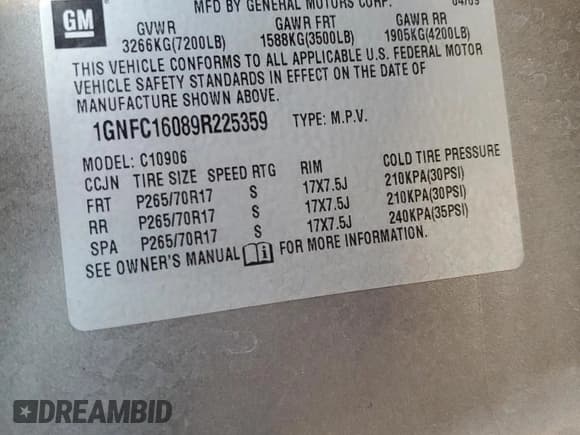 GM
MFD BY GENERAL MOTORS CORP. 04/09
GVWR GAWR FRT GAWR RR
3266KG(7200LB) 1588KG(3500LB) 1905KG(4200LB)
THIS VEHICLE CONFORMS TO ALL APPLICABLE U.S. FEDERAL MOTOR
VEHICLE SAFETY STANDARDS IN EFFECT ON THE DATE OF
MANUFACTURE SHOWN ABOVE.
1GNFC16089R225359 TYPE: M.P.V.
MODEL: C10906
CCJN TIRE SIZE SPEED RTG RIM COLD TIRE PRESSURE
FRT P265/70R17 S 17X7.5J 210KPA(30PSI)
RR P265/70R17 S 17X7.5J 210KPA(30PSI)
SPA P265/70R17 S 17X7.5J 240KPA(35PSI)
SEE OWNER'S MANUAL i FOR MORE INFORMATION.
DREAMBID